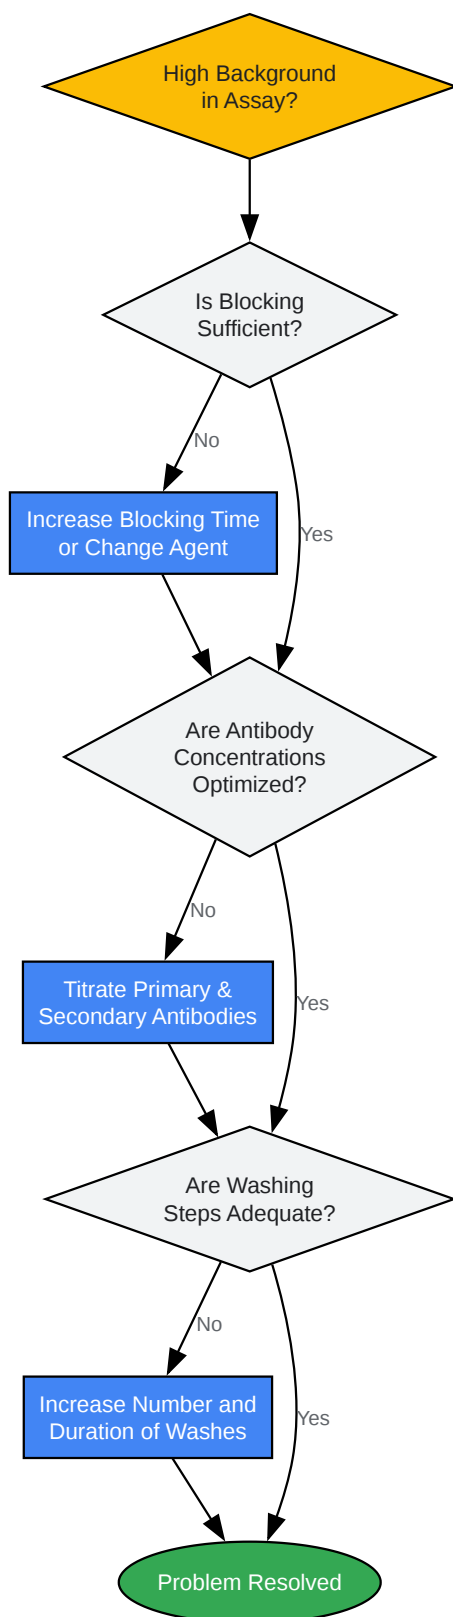 High Background
in Assay?
Is Blocking
Sufficient?
No
Increase Blocking Time
or Change Agent
Yes
Are Antibody
Concentrations
Optimized?
No
Titrate Primary &
Secondary Antibodies
Yes
Are Washing
Steps Adequate?
No
Increase Number and
Duration of Washes
Yes
Problem Resolved